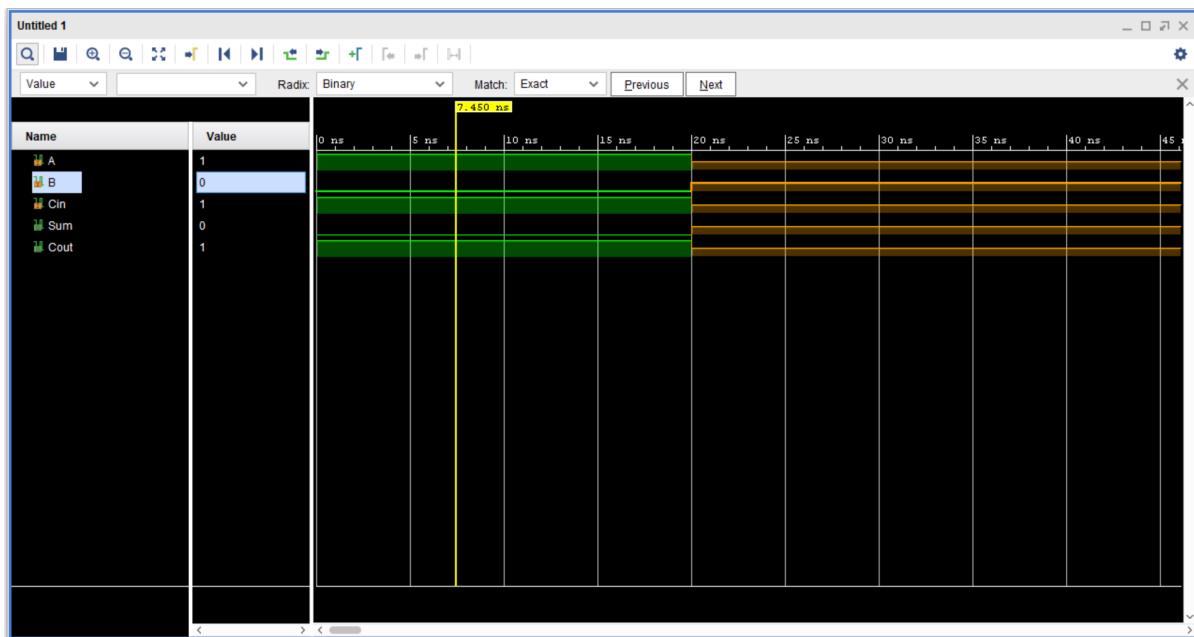 Untitled 1
Value Radix: Binary Match: Exact Previous Next
7.450 ns
Name Value 0 ns 5 ns 10 ns 15 ns 20 ns 25 ns 30 ns 35 ns 40 ns 45
A 1
B 0
Cin 1
Sum 0
Cout 1